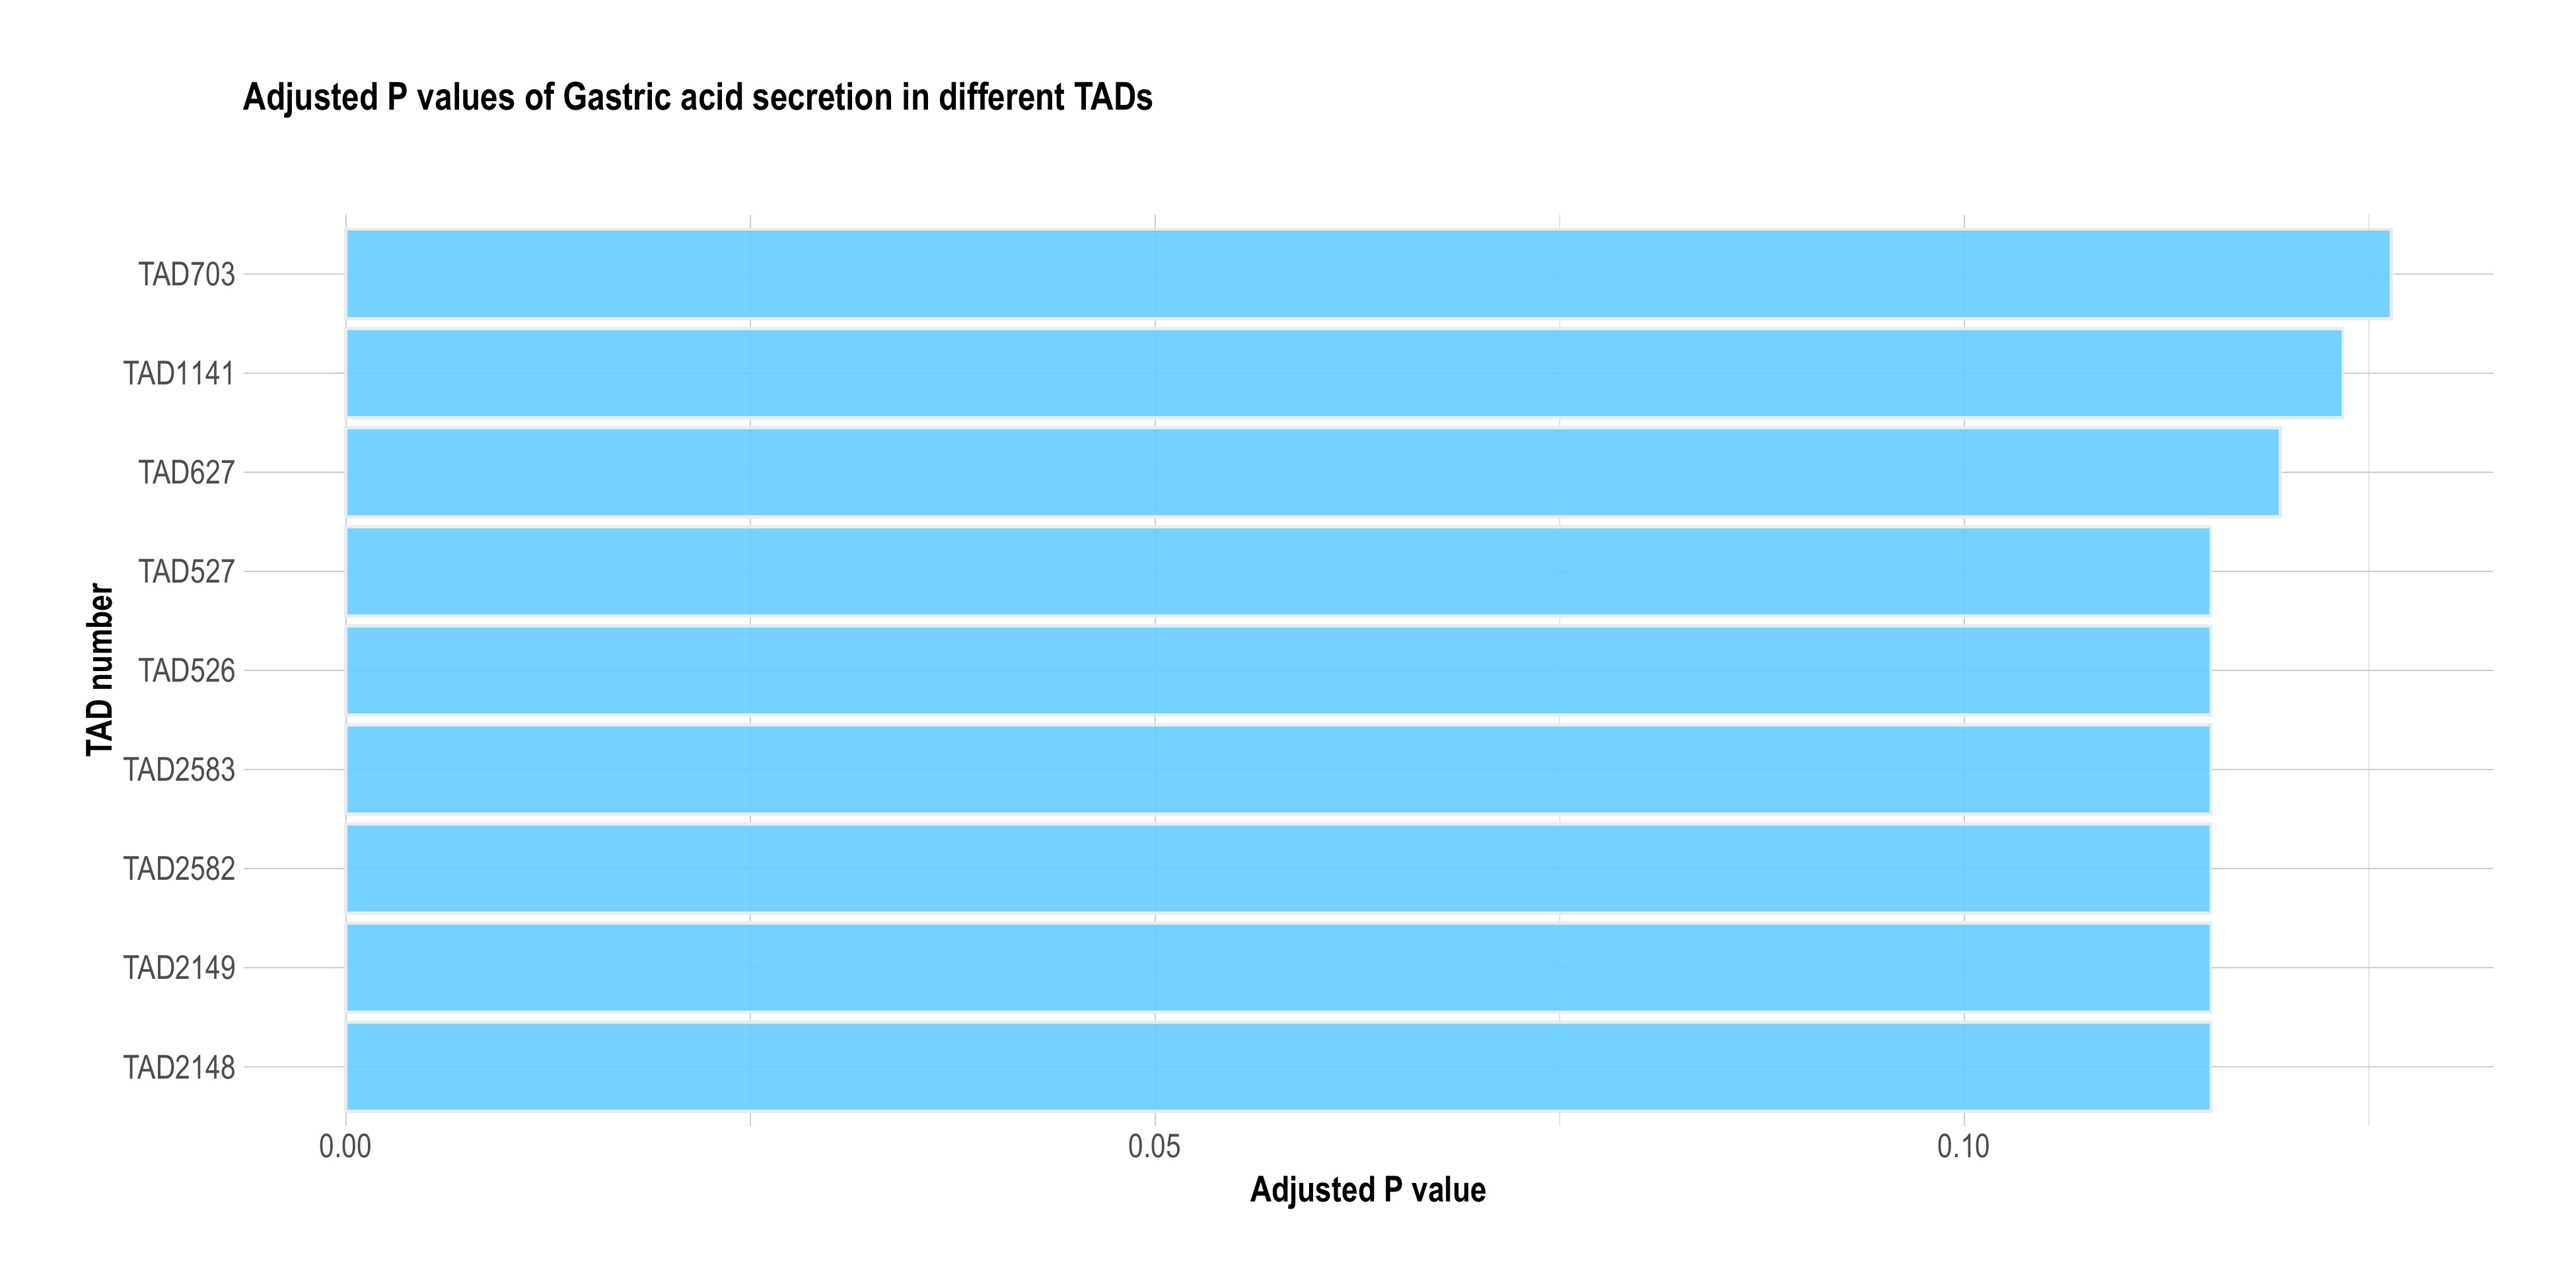 Adjusted P values of Gastric acid secretion in different TADs
TAD703
TAD1141
TAD627
TAD527
TAD526
TAD2583
TAD2582
TAD2149
TAD2148
TAD number
0.00 0.05 0.10
Adjusted P value